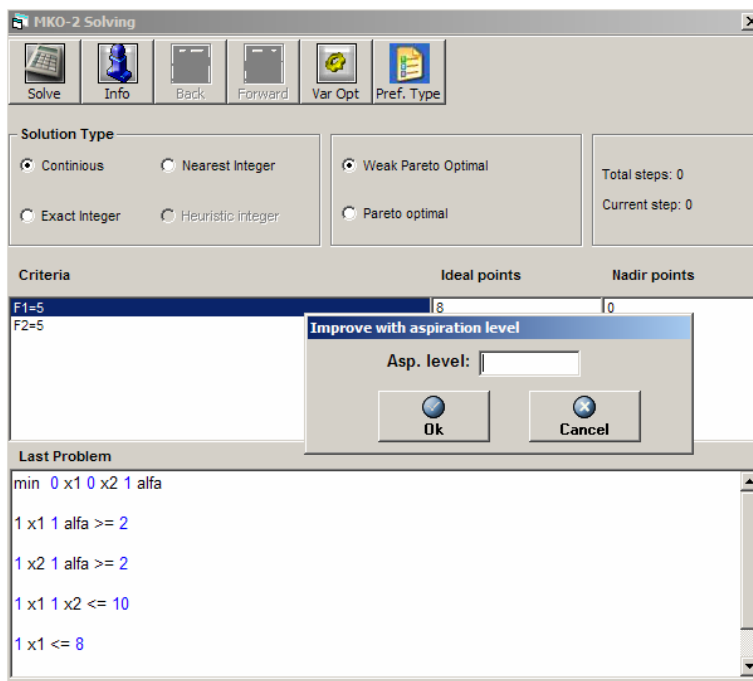 MKO-2 Solving
Solve Info Back Forward Var Opt Pref. Type
Solution Type
Continious Nearest Integer Weak Pareto Optimal
Total steps: 0
Exact Integer Heuristic integer Pareto optimal
Current step: 0
Criteria Ideal points Nadir points
F1=5 8 0
F2=5
Improve with aspiration level
Asp. level:
Ok Cancel
Last Problem
min 0 x1 0 x2 1 alfa
1 x1 1 alfa >= 2
1 x2 1 alfa >= 2
1 x1 1 x2 <= 10
1 x1 <= 8